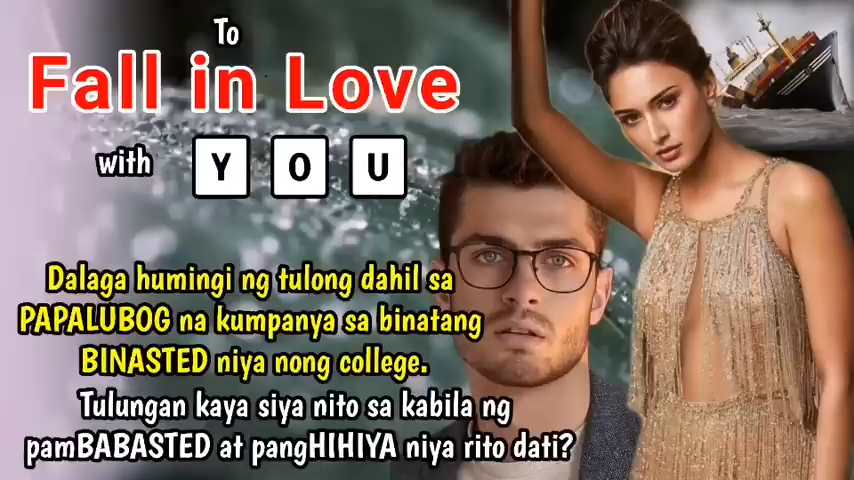 To
Fall in Love
with Y O U
Dalaga humingi ng tulong dahil sa
PAPALUBOG na kumpanya sa binatang
BINASTED niya nong college.
Tulungan kaya siya nito sa kabila ng
pamBABASTED at pangHIHIYA niya rito dati?